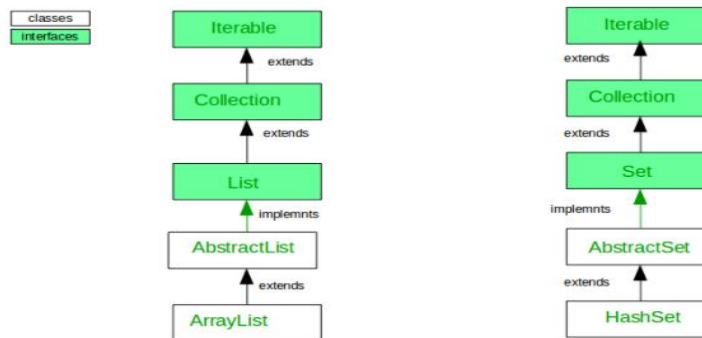 classes
interfaces
Iterable
extends
Collection
extends
List
implemnts
AbstractList
extends
ArrayList
Iterable
extends
Collection
extends
Set
implemnts
AbstractSet
extends
HashSet